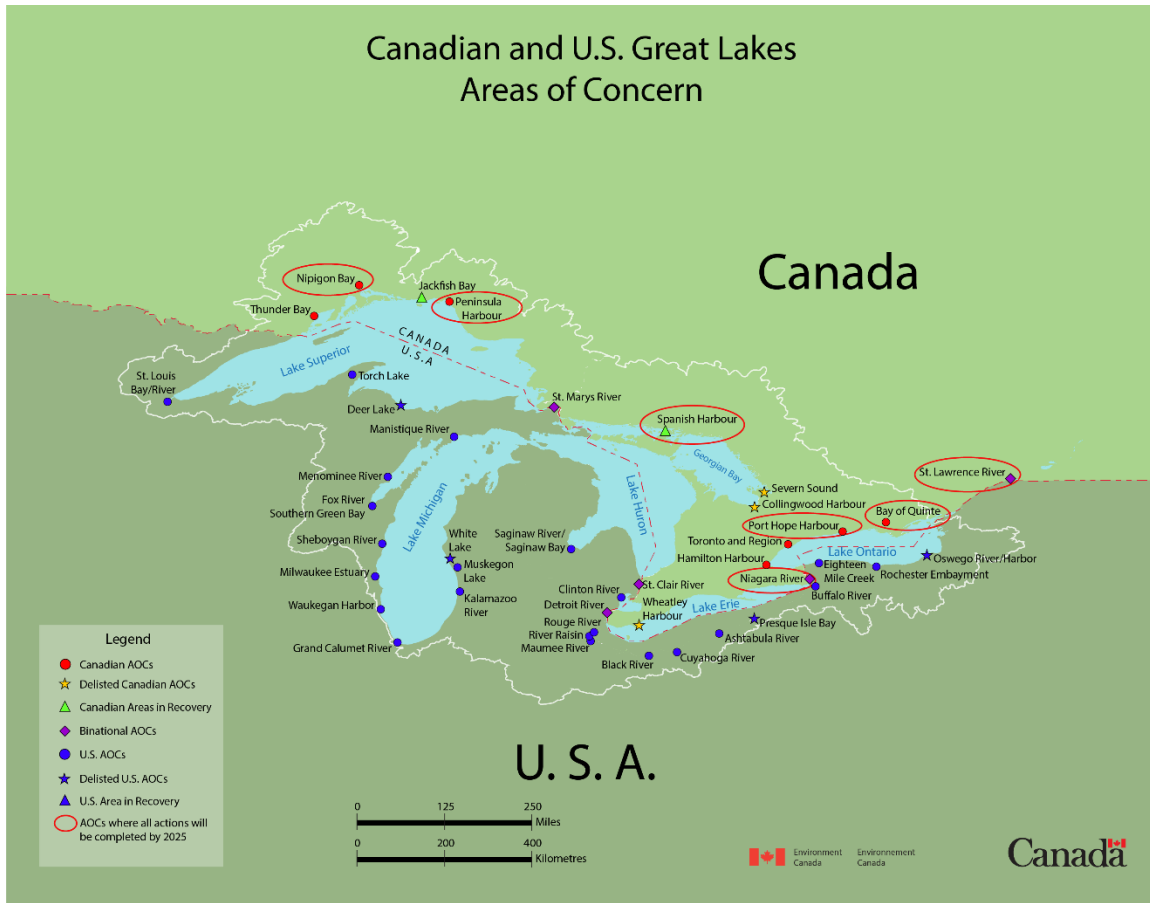 Canadian and U.S. Great Lakes
Areas of Concern
Canada
Nipigon Bay
Jackfish Bay
Peninsula
Harbour
Thunder Bay
CANADA
U.S.A
Lake Superior
St. Louis
Bay/River
Torch Lake
Deer Lake
St. Marys River
Manistique River
Spanish Harbour
Georgian Bay
St. Lawrence River
Menominee River
Fox River
Southern Green Bay
Lake Michigan
Lake Huron
Severn Sound
Collingwood Harbour
Bay of Quinte
Port Hope Harbour
Sheboygan River
White
Lake
Saginaw River/
Saginaw Bay
Toronto and Region
Lake Ontario
Oswego River/Harbor
Hamilton Harbour
Eighteen
Mile Creek
Rochester Embayment
Milwaukee Estuary
Muskegon
Lake
Niagara River
Buffalo River
St. Clair River
Clinton River
Kalamazoo
River
Waukegan Harbor
Detroit River
Wheatley
Harbour
Lake Erie
Rouge River
Presque Isle Bay
River Raisin
Ashtabula River
Maumee River
Grand Calumet River
Black River
Cuyahoga River
Legend
Canadian AOCs
Delisted Canadian AOCs
Canadian Areas in Recovery
Binational AOCs
U.S. AOCs
Delisted U.S. AOCs
U.S. Area in Recovery
AOCs where all actions will
be completed by 2025
U. S. A.
0 125 250
Miles
0 200 400
Kilometres
Environment
Canada
Environnement
Canada
Canada